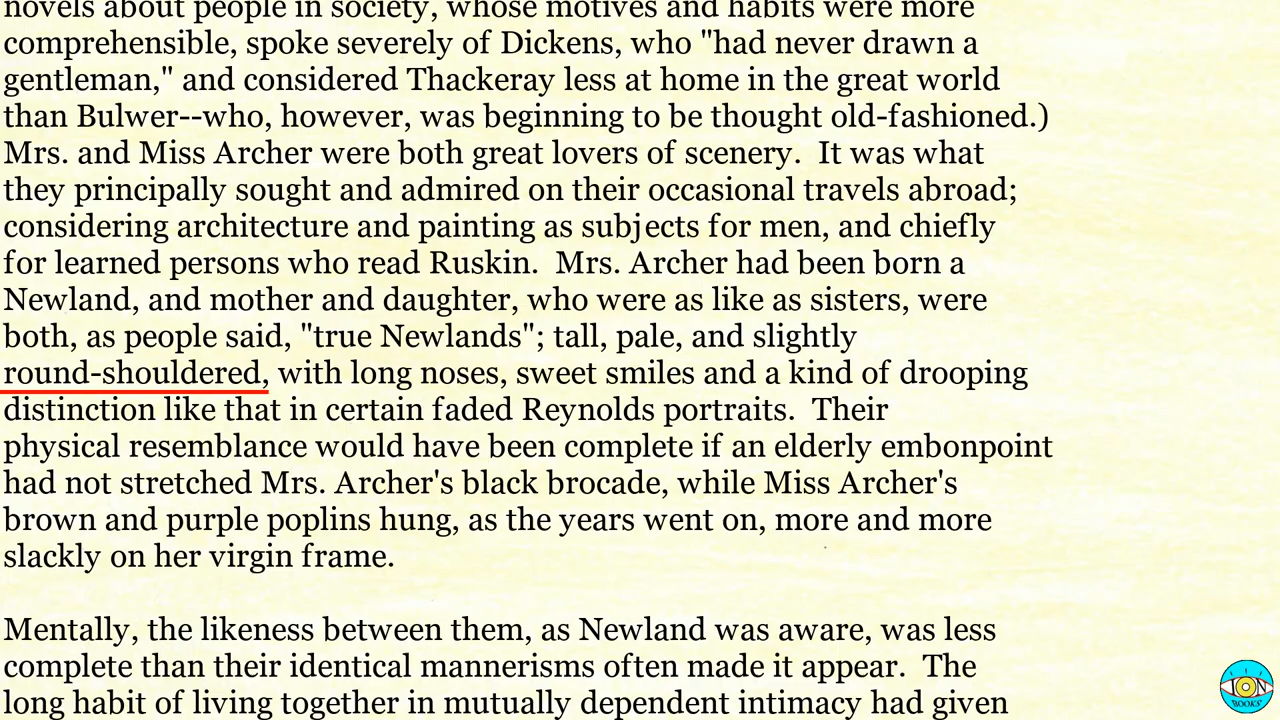 novels about people in society, whose motives and habits were more
comprehensible, spoke severely of Dickens, who "had never drawn a
gentleman," and considered Thackeray less at home in the great world
than Bulwer--who, however, was beginning to be thought old-fashioned.)
Mrs. and Miss Archer were both great lovers of scenery.  It was what
they principally sought and admired on their occasional travels abroad;
considering architecture and painting as subjects for men, and chiefly
for learned persons who read Ruskin.  Mrs. Archer had been born a
Newland, and mother and daughter, who were as like as sisters, were
both, as people said, "true Newlands"; tall, pale, and slightly
round-shouldered, with long noses, sweet smiles and a kind of drooping
distinction like that in certain faded Reynolds portraits.  Their
physical resemblance would have been complete if an elderly embonpoint
had not stretched Mrs. Archer's black brocade, while Miss Archer's
brown and purple poplins hung, as the years went on, more and more
slackly on her virgin frame.
Mentally, the likeness between them, as Newland was aware, was less
complete than their identical mannerisms often made it appear.  The
long habit of living together in mutually dependent intimacy had given
ION
BOOKS